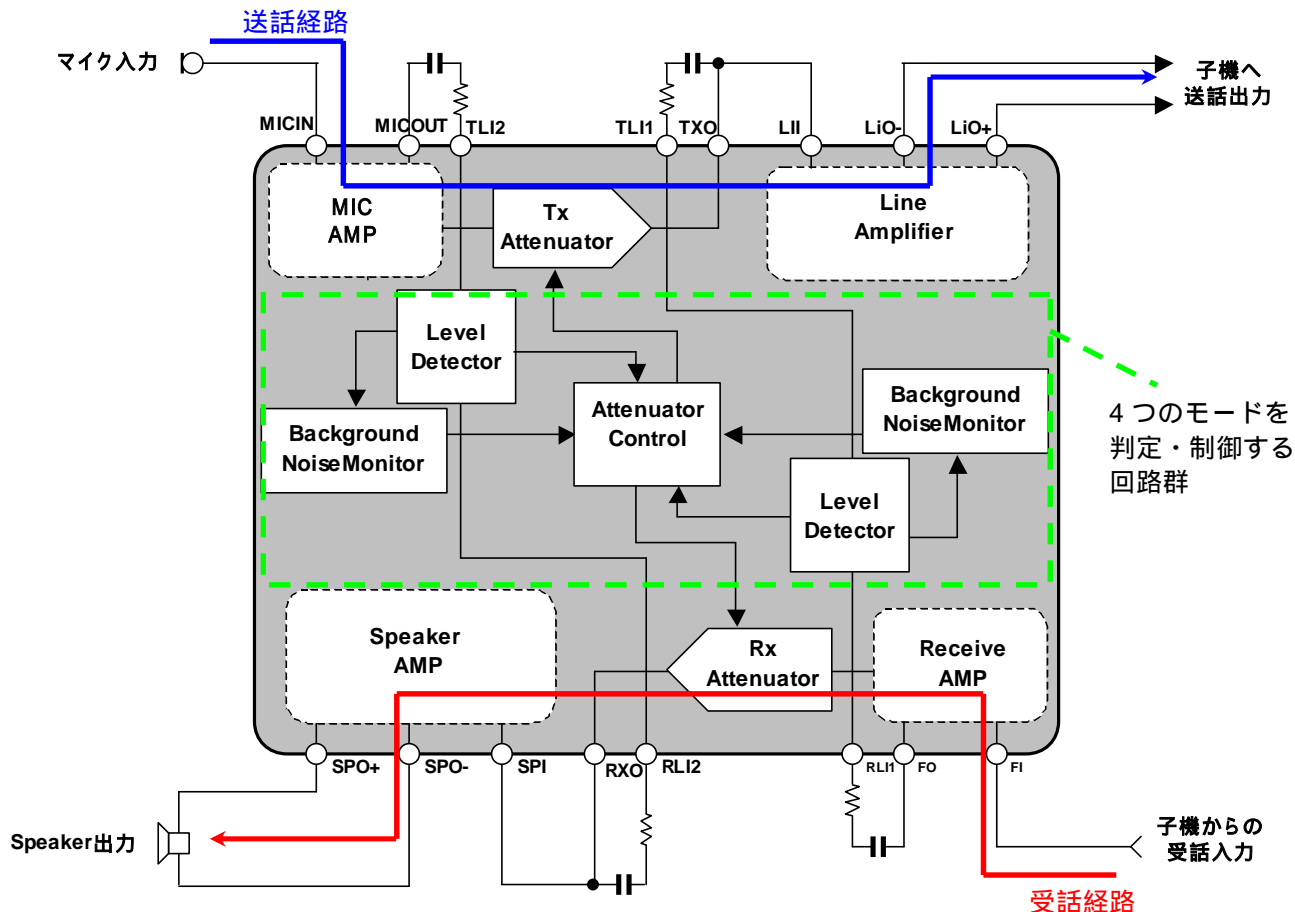 送話経路
マイク入力
子機へ
送話出力
MICIN
MICOUT
TLI2
TLI1
TXO
LII
LiO-
LiO+
MIC
AMP
Tx
Attenuator
Line
Amplifier
Level
Detector
Background
NoiseMonitor
Attenuator
Control
Background
NoiseMonitor
Level
Detector
4つのモードを
判定・制御する
回路群
Speaker
AMP
Rx
Attenuator
Receive
AMP
SPO+
SPO-
SPI
RXO
RLI2
RLI1
FO
FI
Speaker出力
子機からの
受話入力
受話経路